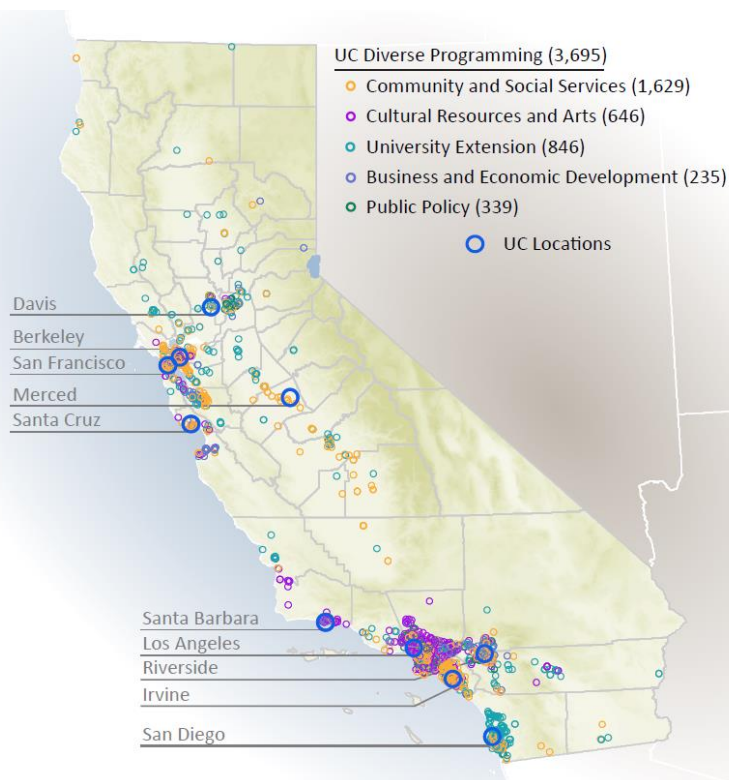 UC Diverse Programming (3,695)
Community and Social Services (1,629)
Cultural Resources and Arts (646)
University Extension (846)
Business and Economic Development (235)
Public Policy (339)
UC Locations
Davis
Berkeley
San Francisco
Merced
Santa Cruz
Santa Barbara
Los Angeles
Riverside
Irvine
San Diego